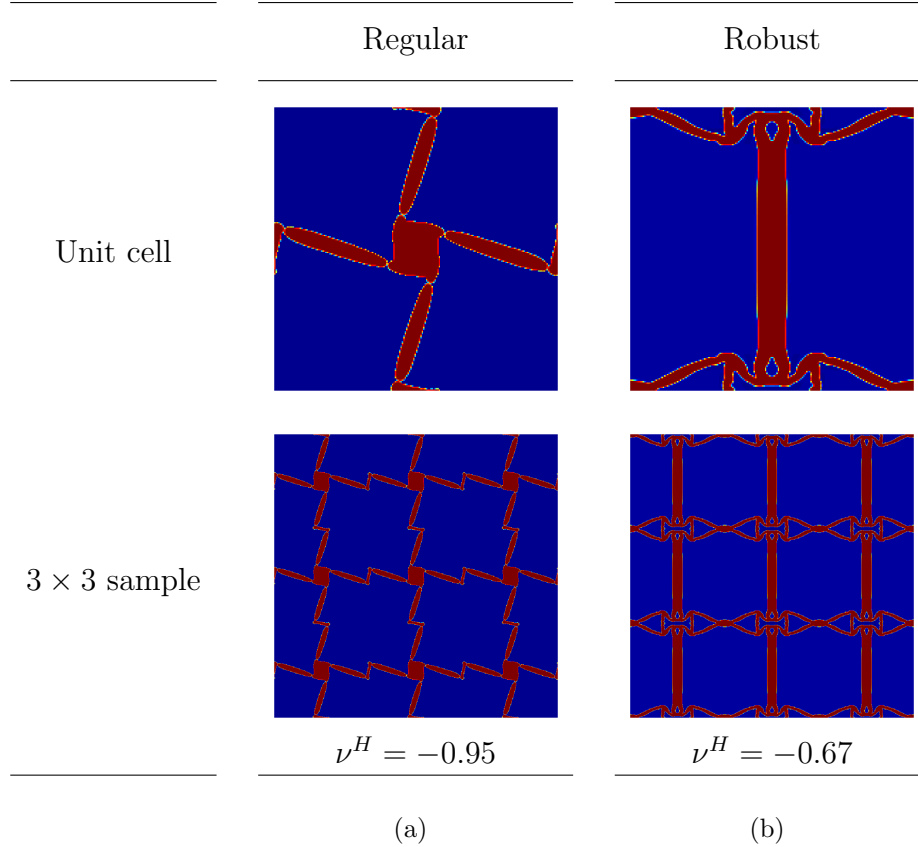 Regular Robust
Unit cell
3 × 3 sample
ν^H = −0.95 ν^H = −0.67
(a) (b)